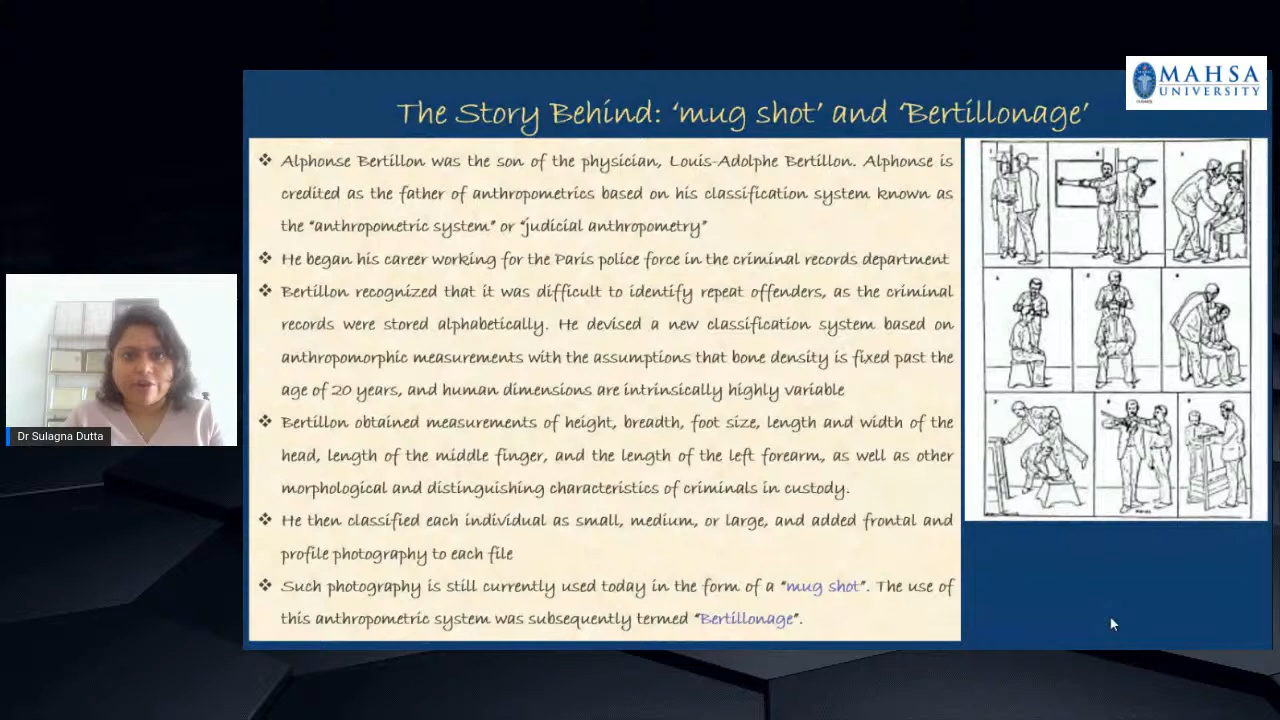 MAHSA
UNIVERSITY
The Story Behind: ‘mug shot’ and ‘Bertillonage’
❖ Alphonse Bertillon was the son of the physician, Louis-Adolphe Bertillon. Alphonse is
credited as the father of anthropometrics based on his classification system known as
the “anthropometric system” or “judicial anthropometry”
❖ He began his career working for the Paris police force in the criminal records department
❖ Bertillon recognized that it was difficult to identify repeat offenders, as the criminal
records were stored alphabetically. He devised a new classification system based on
anthropomorphic measurements with the assumptions that bone density is fixed past the
age of 20 years, and human dimensions are intrinsically highly variable
❖ Bertillon obtained measurements of height, breadth, foot size, length and width of the
head, length of the middle finger, and the length of the left forearm, as well as other
morphological and distinguishing characteristics of criminals in custody.
❖ He then classified each individual as small, medium, or large, and added frontal and
profile photography to each file
❖ Such photography is still currently used today in the form of a “mug shot”. The use of
this anthropometric system was subsequently termed “Bertillonage”.
Dr Sulagna Dutta